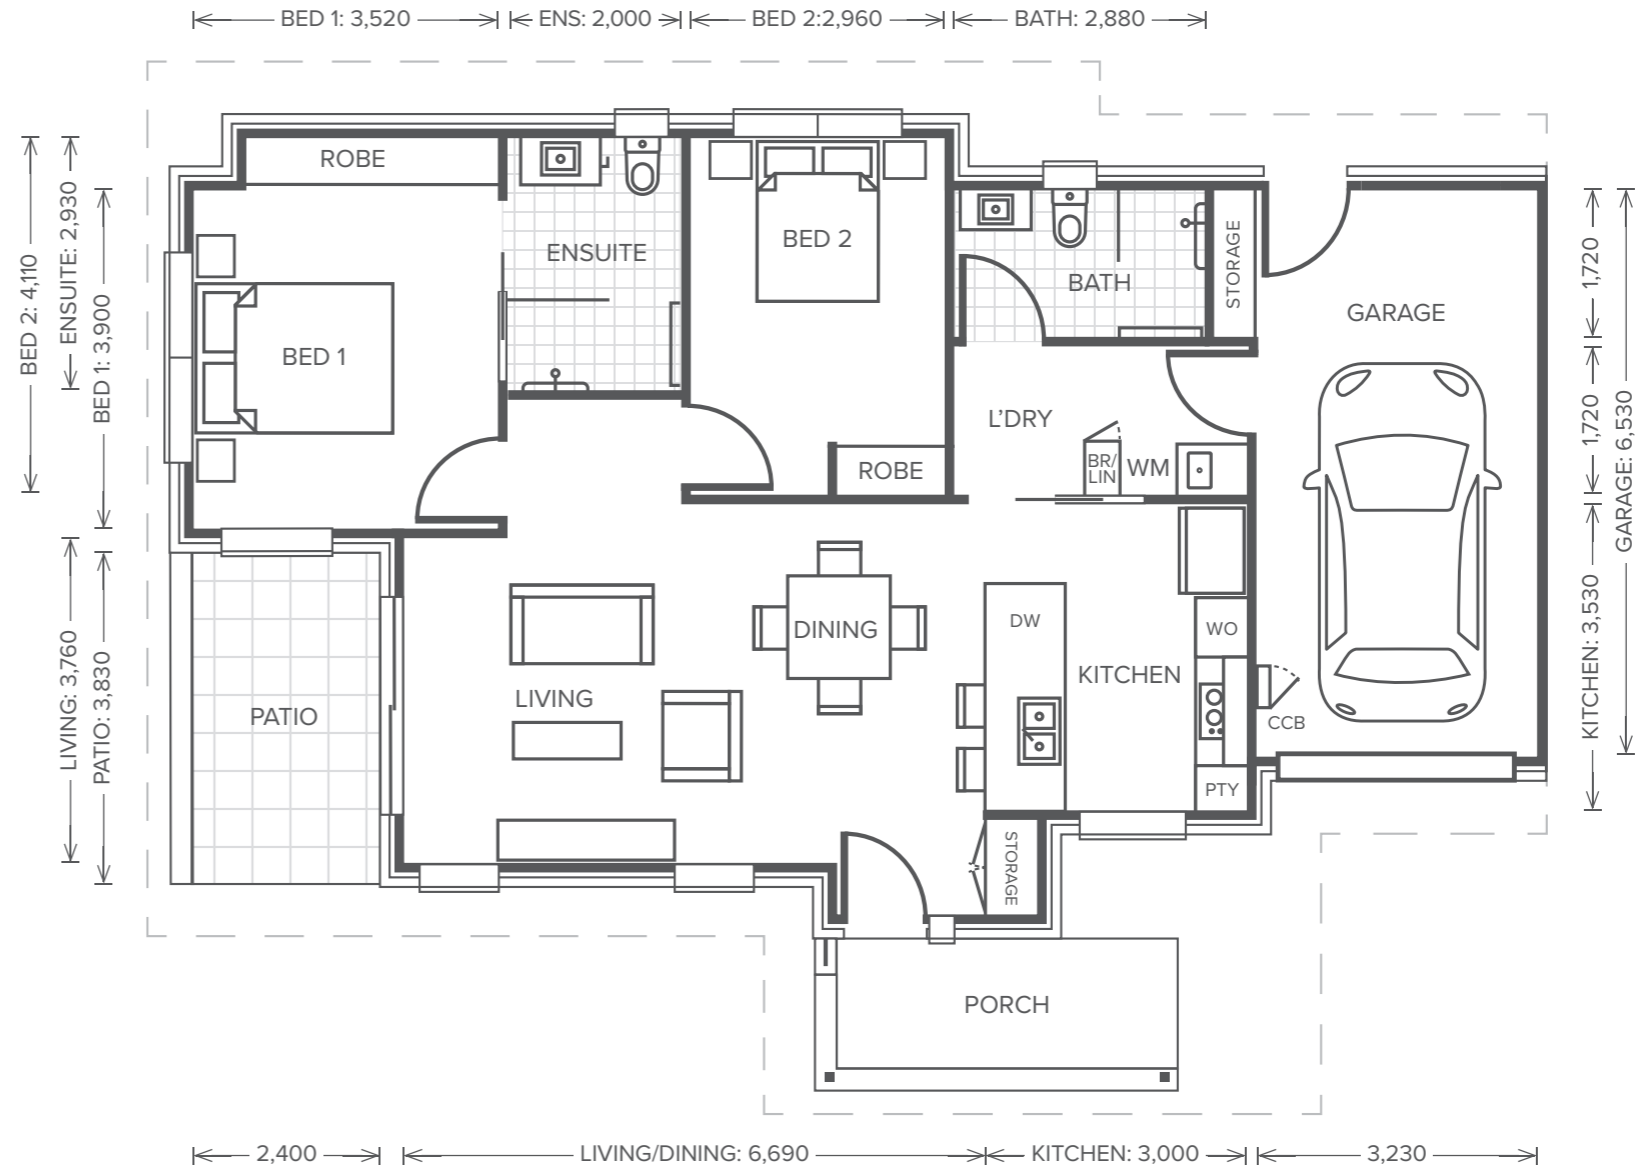 BED 1: 3,520
ENS: 2,000
BED 2:2,960
BATH: 2,880
BED 2: 4,110
ENSUITE: 2,930
BED 1: 3,900
LIVING: 3,760
PATIO: 3,830
ROBE
ENSUITE
BED 1
BED 2
ROBE
BATH
STORAGE
GARAGE
L'DRY
BR/
LIN
WM
PATIO
LIVING
DINING
DW
KITCHEN
WO
PTY
CCB
STORAGE
PORCH
1,720
1,720
KITCHEN: 3,530
GARAGE: 6,530
2,400
LIVING/DINING: 6,690
KITCHEN: 3,000
3,230